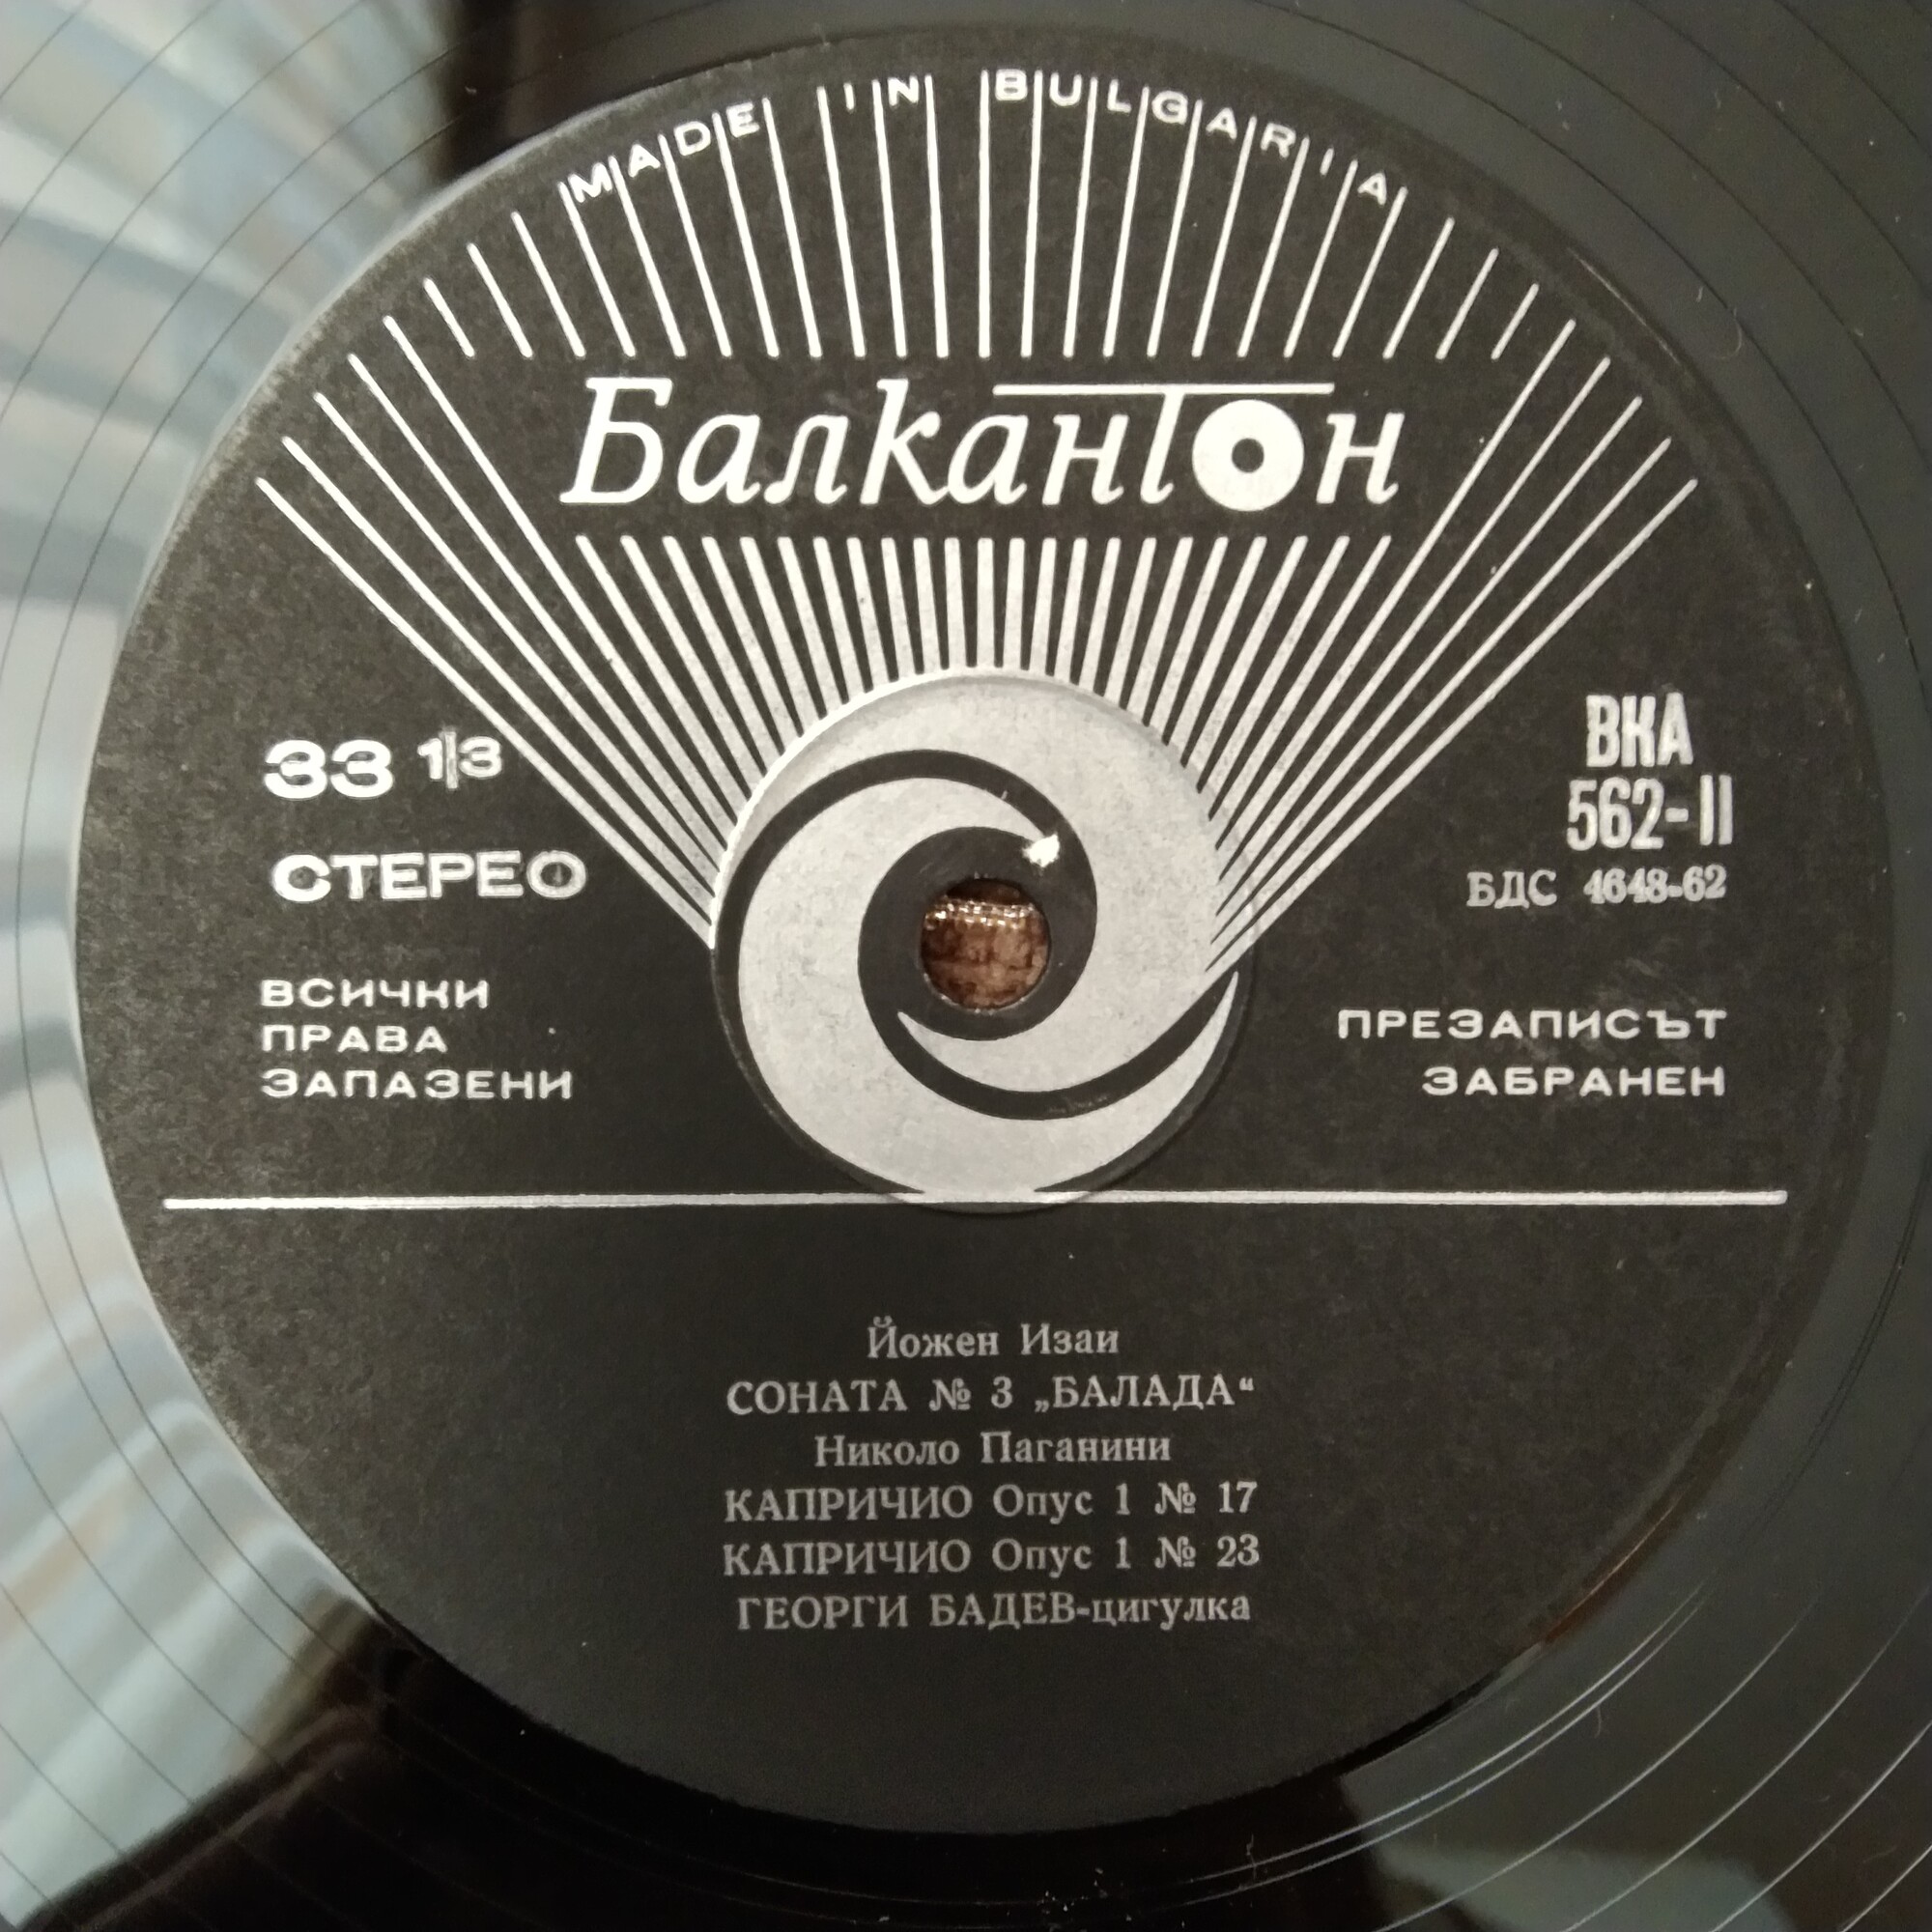 MADE IN BULGARIA
Балкантон
33 1/3
СТЕРЕО
ВСИЧКИ
ПРАВА
ЗАПАЗЕНИ
ВКА
562-II
БДС 4648-62
ПРЕЗАПИСЪТ
ЗАБРАНЕН
Йожен Изаи
СОНАТА № 3 „БАЛАДА“
Николо Паганини
КАПРИЧИО Опус 1 № 17
КАПРИЧИО Опус 1 № 23
ГЕОРГИ БАДЕВ-цигулка